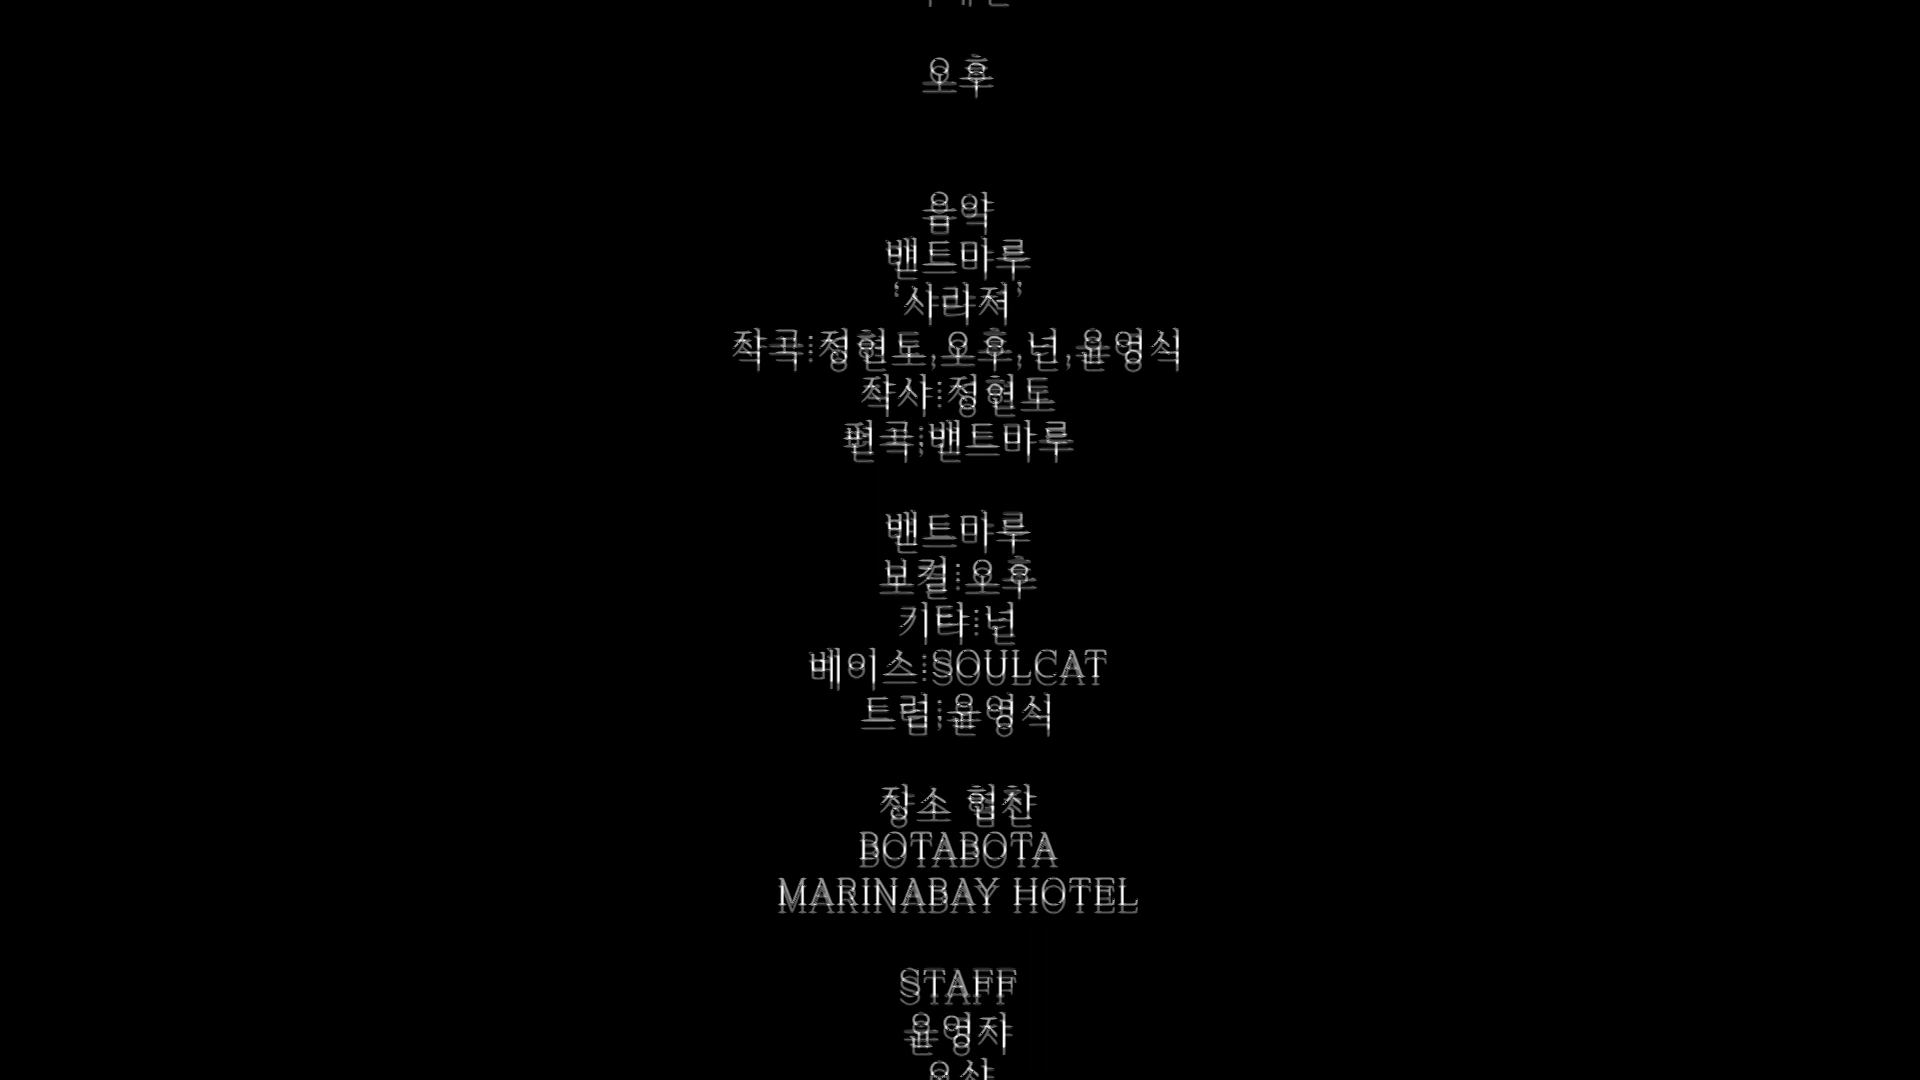 오후
음악
밴드마루
‘사라져’
작곡:정현도,오후,넌,윤영식
작사:정현도
편곡:밴드마루
밴드마루
보컬:오후
기타:넌
베이스:SOULCAT
드럼:윤영식
장소 협찬
BOTABOTA
MARINABAY HOTEL
STAFF
윤영자